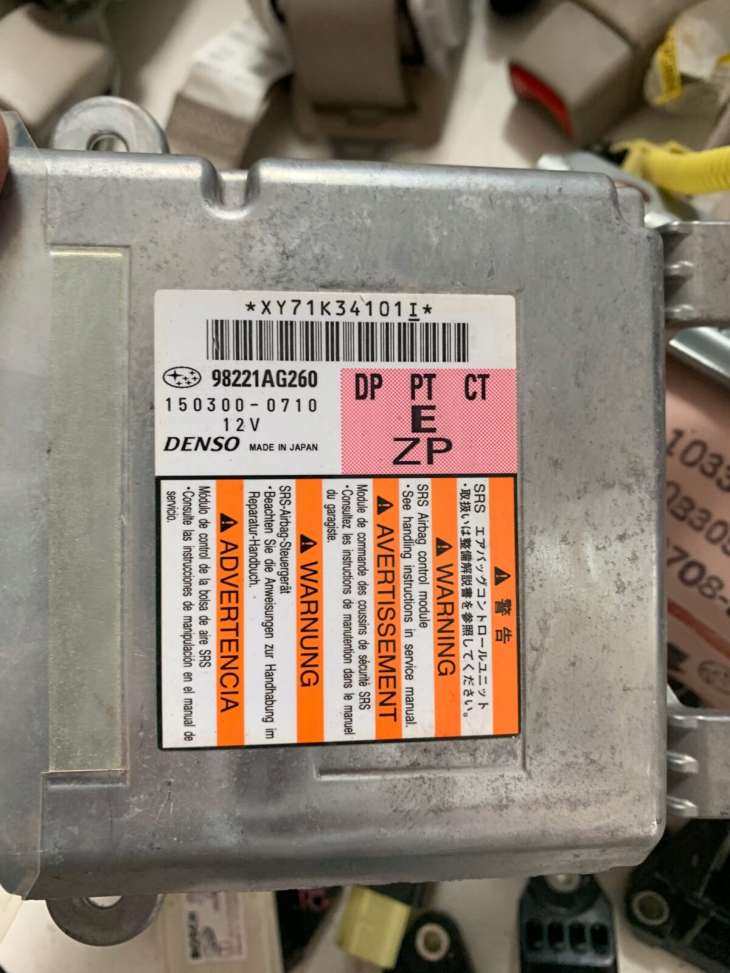 *XY71K34101I*
98221AG260
150300-0710
12V
DENSO MADE IN JAPAN
DP PT CT
E
ZP
警告
SRS エアバッグコントロールユニット
・取扱いは整備解説書を参照してください。
WARNING
SRS Airbag control module
・See handling instructions in service manual.
AVERTISSEMENT
Module de commande des coussins de sécurité SRS
・Consultez les instructions de manutention dans le manuel
du garagiste.
WARNUNG
SRS-Airbag-Steuergerät
・Beachten Sie die Anweisungen zur Handhabung im
Reparatur-Handbuch.
ADVERTENCIA
Módulo de control de la bolsa de aire SRS
・Consulte las instrucciones de manipulación en el manual de
servicio.
1033
0B305
708-